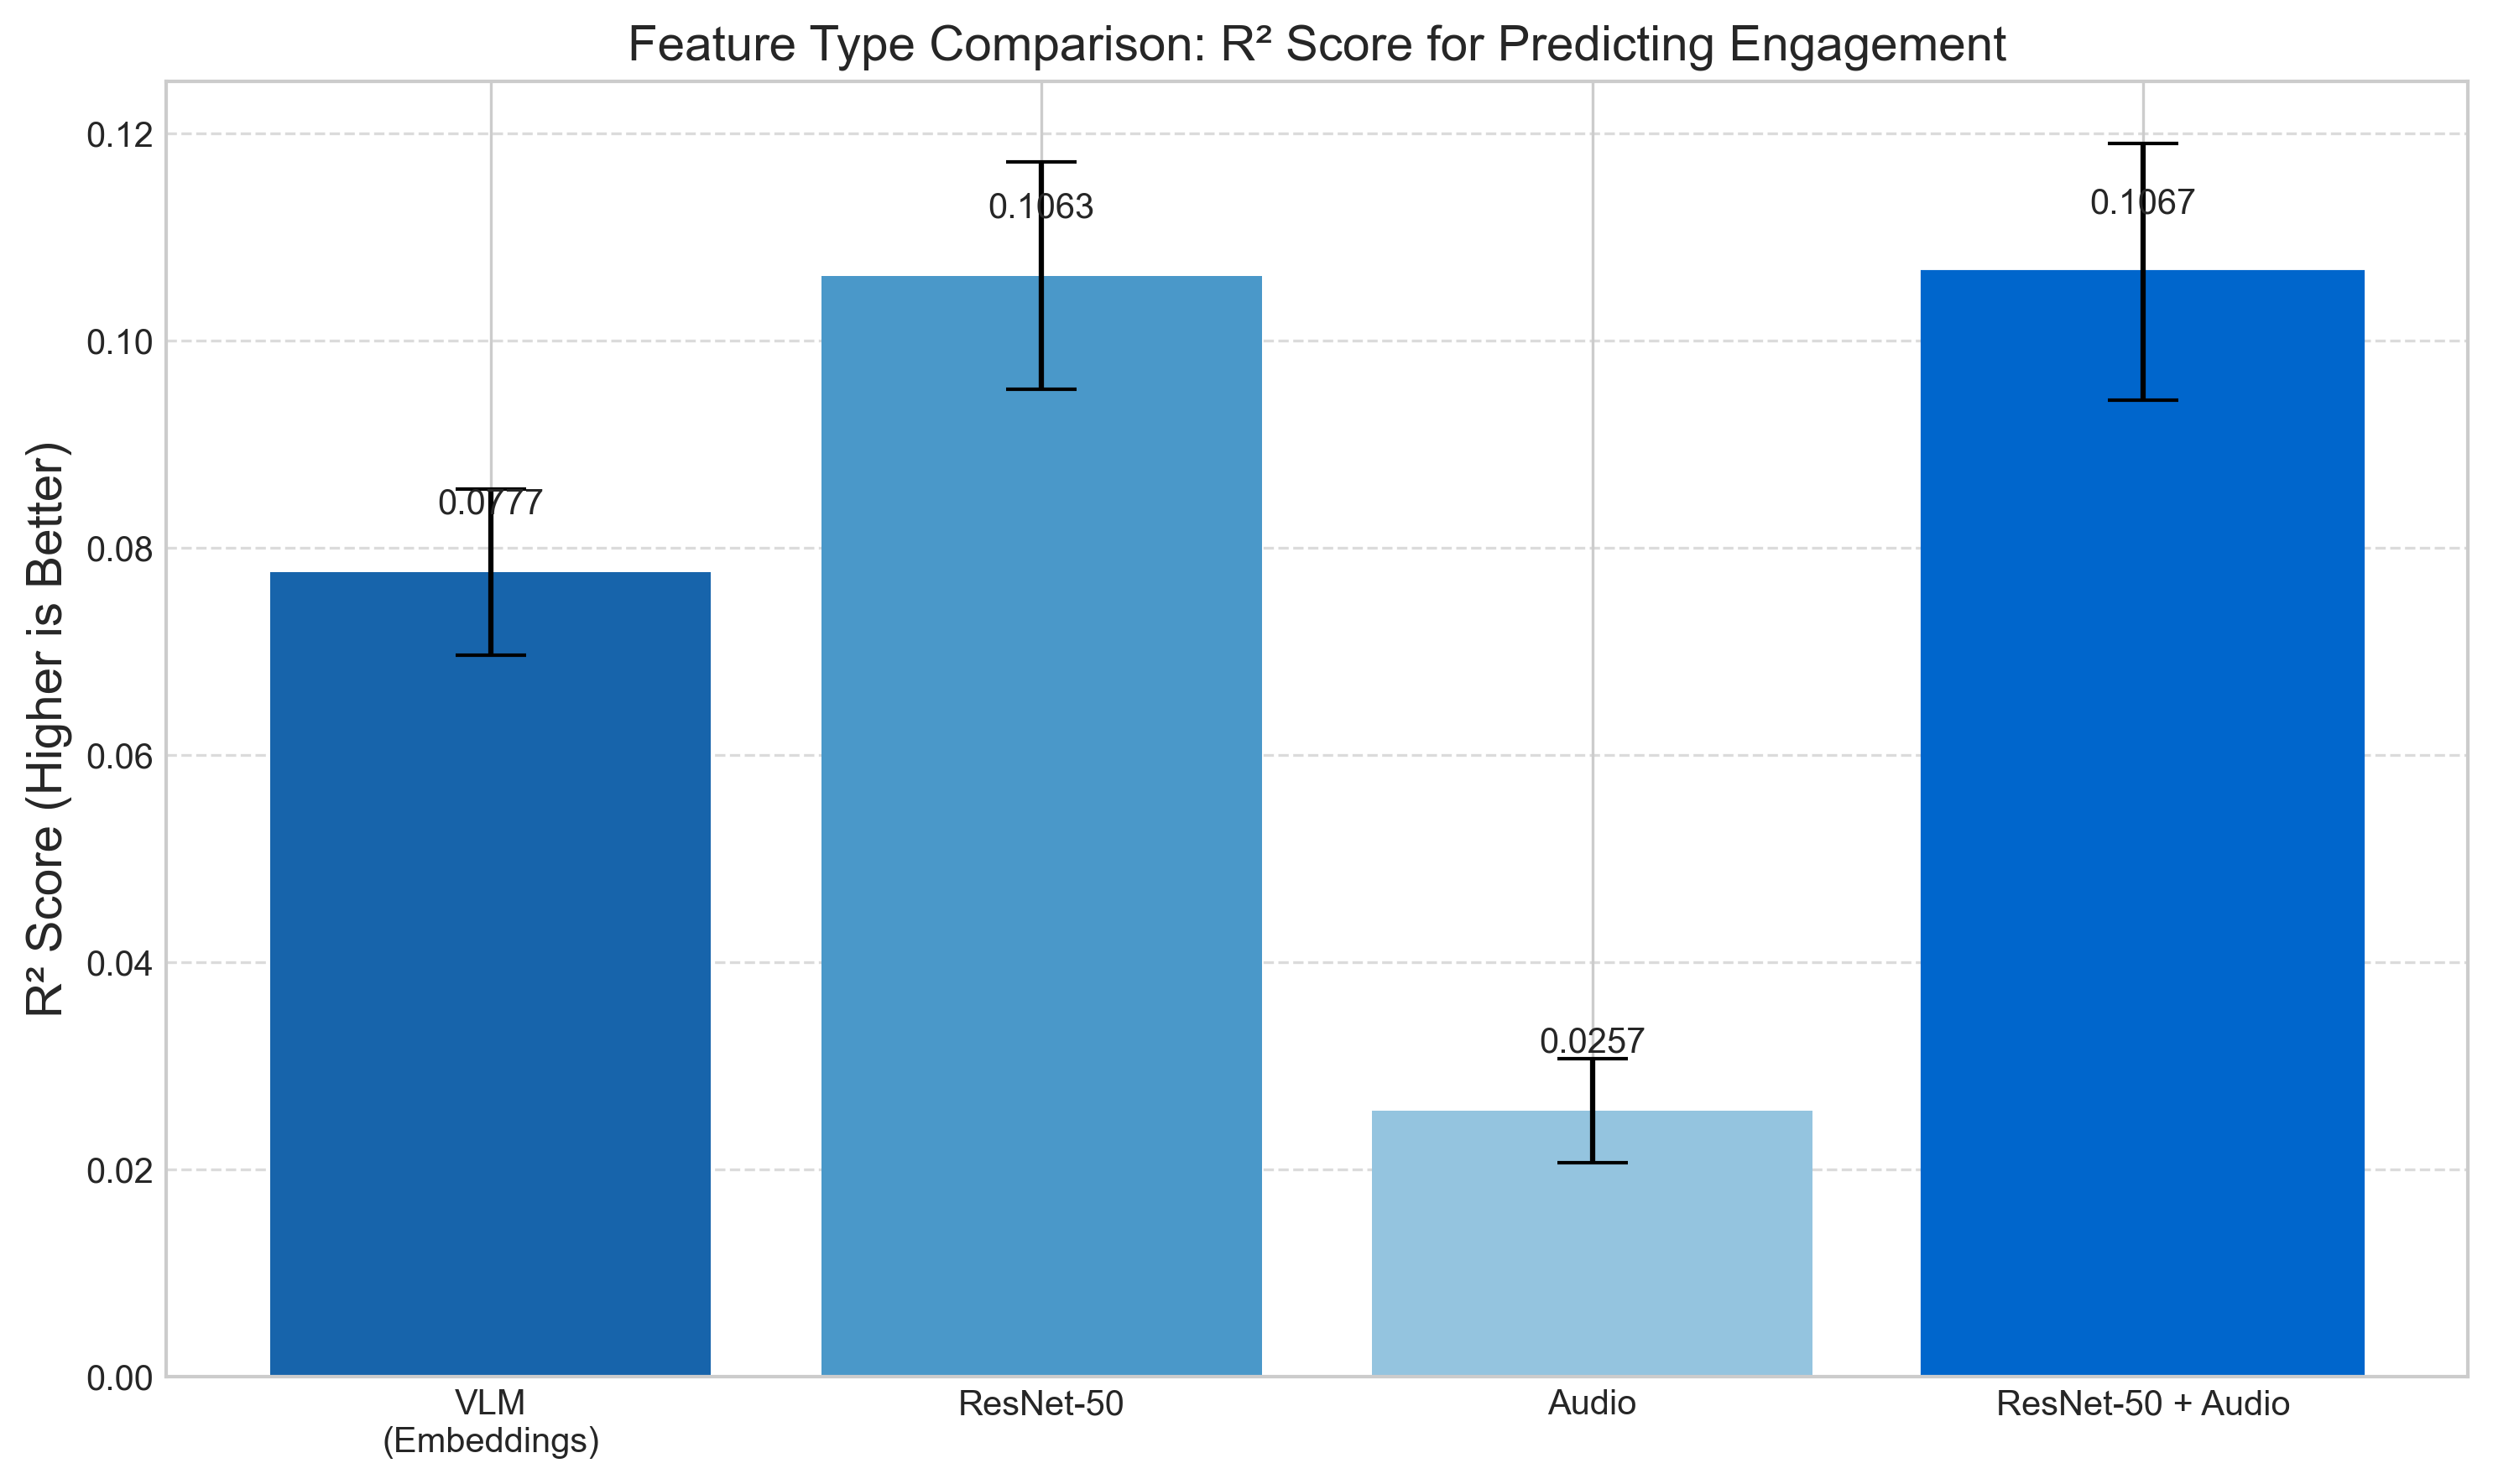 Feature Type Comparison: R² Score for Predicting Engagement
R² Score (Higher is Better)
0.12
0.10
0.08
0.06
0.04
0.02
0.00
0.0777
0.1063
0.0257
0.1067
VLM
(Embeddings)
ResNet-50
Audio
ResNet-50 + Audio